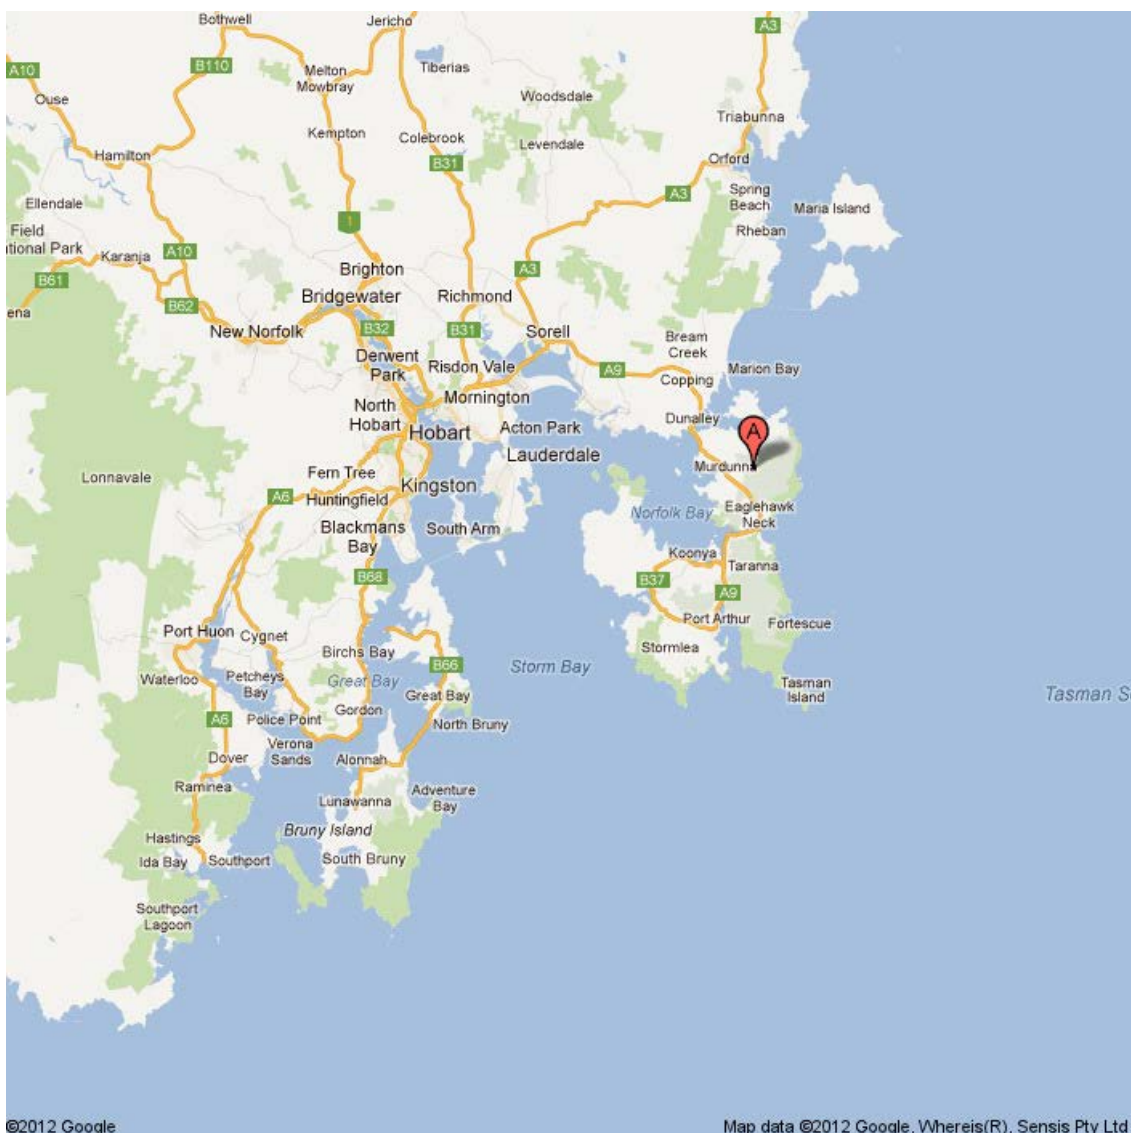 Bothwell
Jericho
A3
A10
B110
Melton
Mowbray
Tiberias
Ouse
Woodsdale
Triabunna
Kempton
Colebrook
Levendale
Hamilton
B31
Orford
A3
Spring
Beach
Ellendale
Maria Island
1
Field
tional Park
Rheban
Karanja
A10
Brighton
A3
B61
Bridgewater
Richmond
ena
B62
New Norfolk
B32
B31
Sorell
Bream
Creek
Derwent
Park
Risdon Vale
A9
Copping
Marion Bay
Mornington
North
Hobart
Dunalley
Hobart
Acton Park
A
Lauderdale
Murdunna
Fern Tree
Lonnavale
Kingston
A6
Huntingfield
Eaglehawk
Neck
Norfolk Bay
Blackmans
Bay
South Arm
Koonya
Taranna
B68
B37
A9
Port Arthur
Fortescue
Port Huon
Cygnet
Stormlea
Birchs Bay
B66
Storm Bay
Waterloo
Petcheys
Bay
Great Bay
Tasman
Island
Great Bay
Tasman S
Gordon
A6
Police Point
North Bruny
Verona
Sands
Dover
Alonnah
Raminea
Adventure
Bay
Lunawanna
Bruny Island
Hastings
Ida Bay
Southport
South Bruny
Southport
Lagoon
©2012 Google
Map data ©2012 Google, Whereis(R), Sensis Pty Ltd